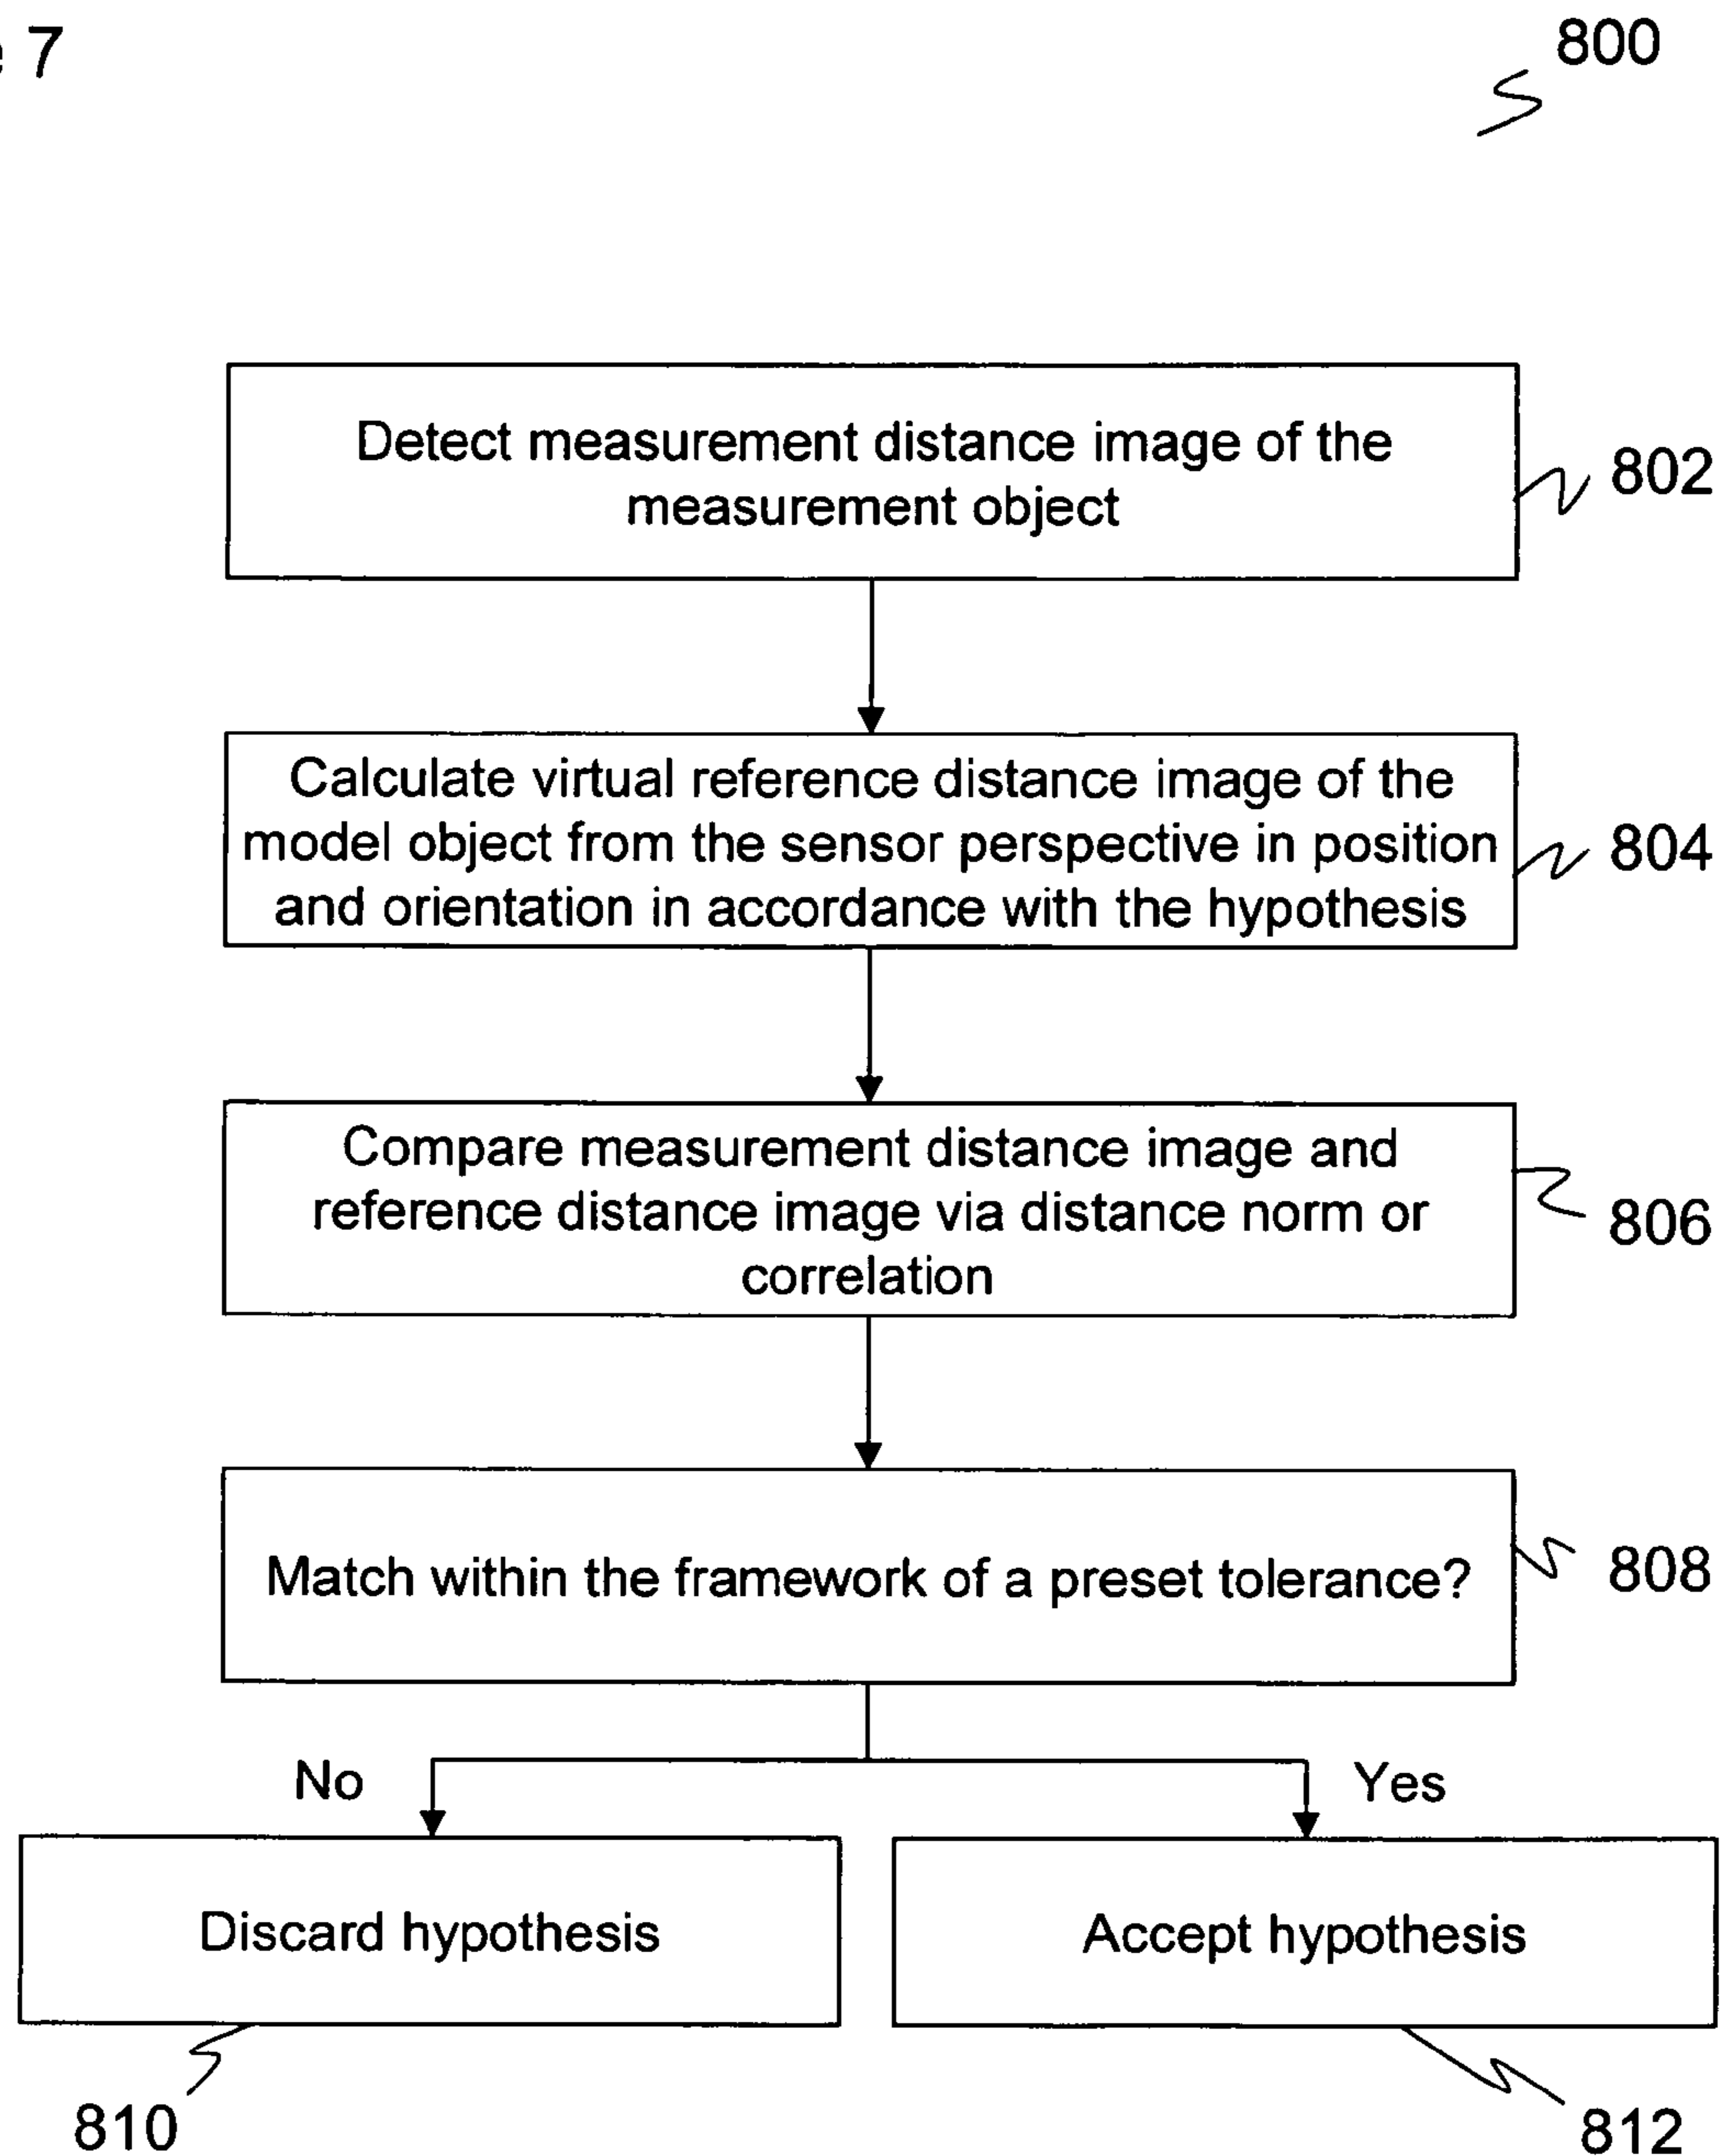 7
800
Detect measurement distance image of the
measurement object
802
Calculate virtual reference distance image of the
model object from the sensor perspective in position
and orientation in accordance with the hypothesis
804
Compare measurement distance image and
reference distance image via distance norm or
correlation
806
Match within the framework of a preset tolerance?
808
No
Yes
Discard hypothesis
Accept hypothesis
810
812